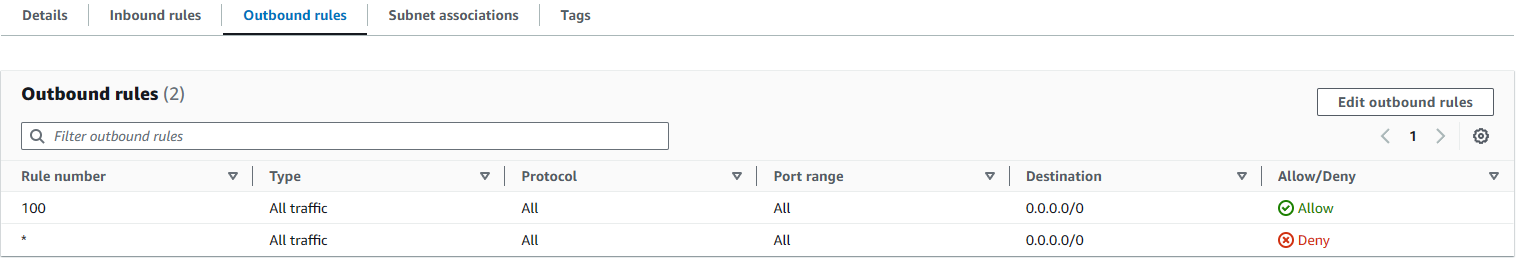 Details Inbound rules Outbound rules Subnet associations Tags
Outbound rules (2)
Edit outbound rules
Filter outbound rules
1
Rule number Type Protocol Port range Destination Allow/Deny
100 All traffic All All 0.0.0.0/0 Allow
* All traffic All All 0.0.0.0/0 Deny